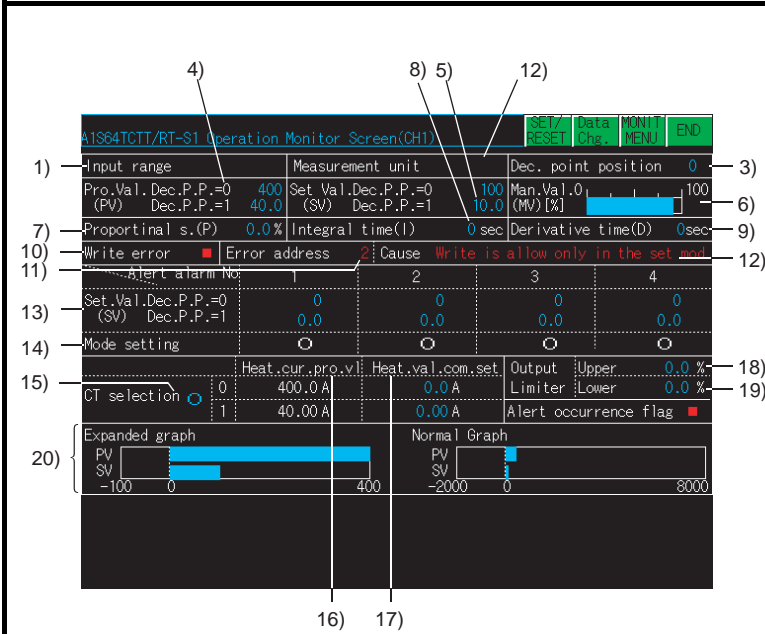 4) 8) 5) 12)
A1S64TCTT/RT-S1 Operation Monitor Screen(CH1) SET/ RESET Data Chg. MONIT MENU END
1) Input range Measurement unit Dec. point position 0 3)
Pro.Val.Dec.P.P.=0 400 Set Val.Dec.P.P.=0 100 Man.Val.0 100
(PV) Dec.P.P.=1 40.0 (SV) Dec.P.P.=1 10.0 (MV)[%] 6)
7) Proportinal s.(P) 0.0% Integral time(I) 0 sec Derivative time(D) 0sec 9)
10) Write error Error address 2 Cause Write is allow only in the set mod 12)
11) Alert alarm No 1 2 3 4
Set.Val.Dec.P.P.=0 0 0 0 0
13) (SV) Dec.P.P.=1 0.0 0.0 0.0 0.0
14) Mode setting
Heat.cur.pro.vl Heat.val.com.set Output Upper 0.0 % 18)
15) CT selection 0 400.0 A 0.0 A Limiter Lower 0.0 % 19)
1 40.00 A 0.00 A Alert occurrence flag
20) Expanded graph Normal Graph
PV PV
SV SV
-100 0 400 -2000 0 8000
16) 17)